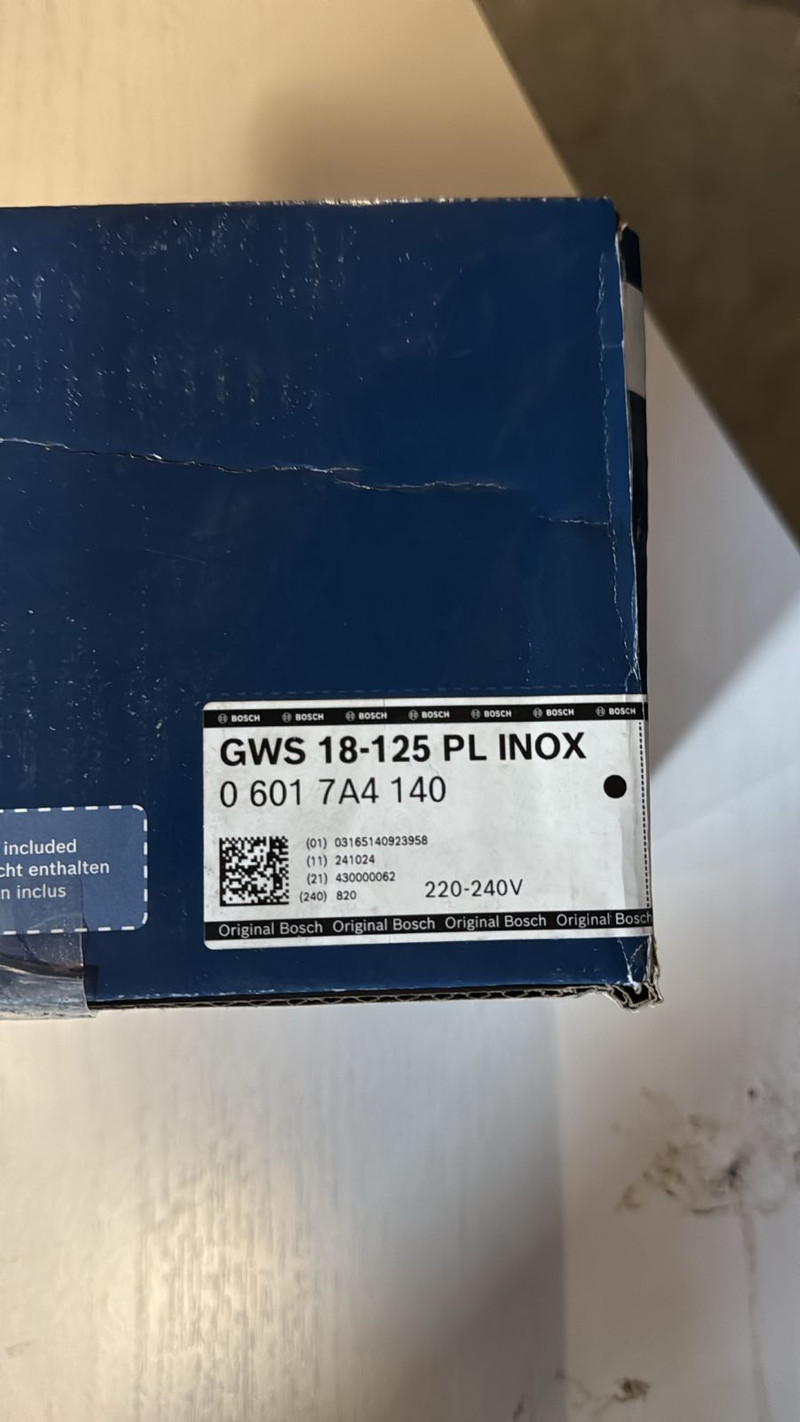 BOSCH BOSCH BOSCH BOSCH BOSCH BOSCH BOSCH
GWS 18-125 PL INOX
0 601 7A4 140
(01) 03165140923958
(11) 241024
(21) 430000062
(240) 820
220-240V
Original Bosch Original Bosch Original Bosch Original Bosch
included
cht enthalten
n inclus